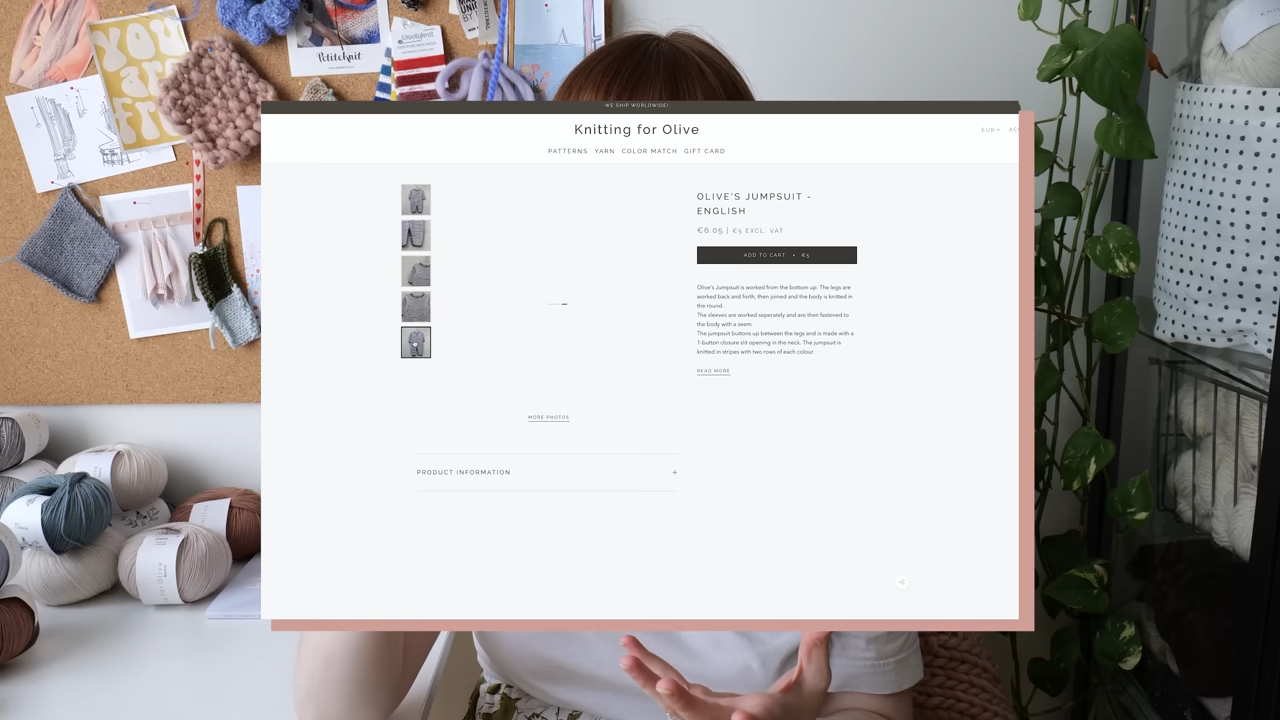 YOU
are
Petiteknit
WE SHIP WORLDWIDE!
Knitting for Olive
EUR
PATTERNS YARN COLOR MATCH GIFT CARD
OLIVE'S JUMPSUIT -
ENGLISH
€6.05 | €5 EXCL. VAT
ADD TO CART • €5
Olive's Jumpsuit is worked from the bottom up. The legs are
worked back and forth, then joined and the body is knitted in
the round.
The sleeves are worked seperately and are then fastened to
the body with a seem.
The jumpsuit buttons up between the legs and is made with a
1-button closure slit opening in the neck. The jumpsuit is
knitted in stripes with two rows of each colour.
READ MORE
MORE PHOTOS
PRODUCT INFORMATION +